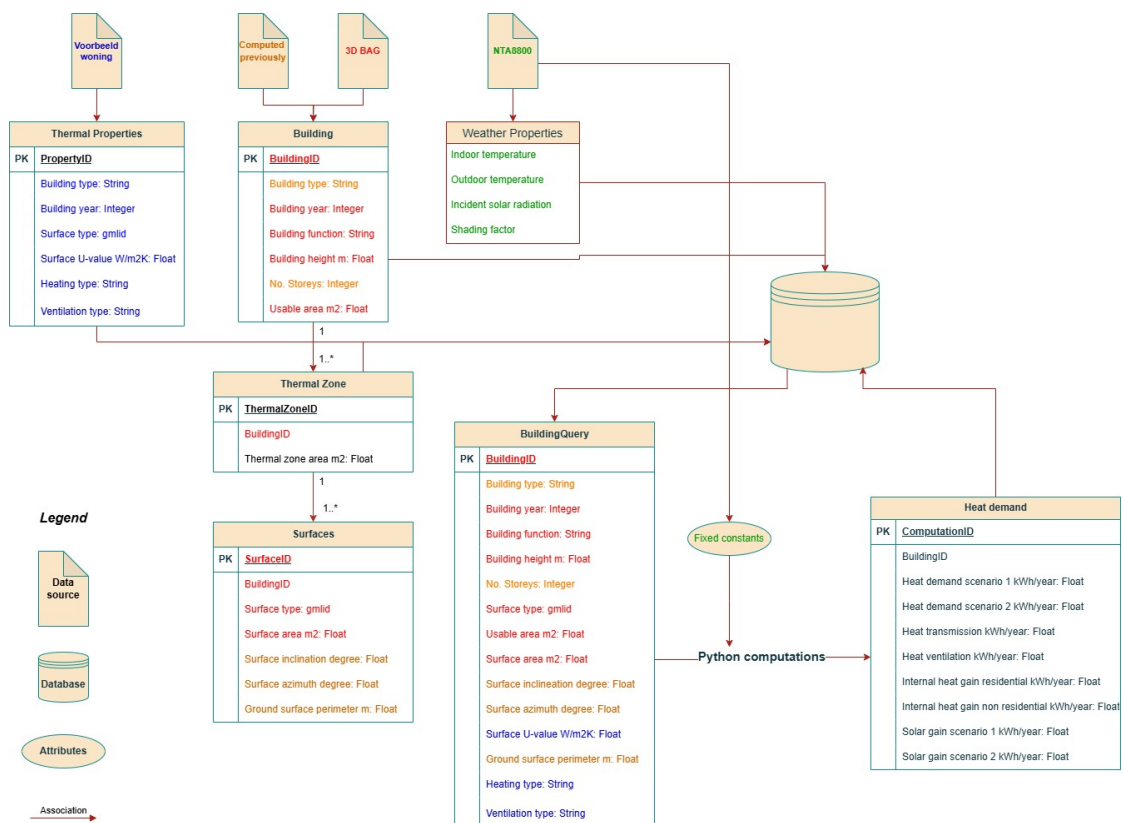 Voorbeeld
woning
Computed
previously
3D BAG
NTA8800
Thermal Properties
PK PropertyID
Building type: String
Building year: Integer
Surface type: gmlid
Surface U-value W/m2K: Float
Heating type: String
Ventilation type: String
Building
PK BuildingID
Building type: String
Building year: Integer
Building function: String
Building height m: Float
No. Storeys: Integer
Usable area m2: Float
Weather Properties
Indoor temperature
Outdoor temperature
Incident solar radiation
Shading factor
1
1..*
Thermal Zone
PK ThermalZoneID
BuildingID
Thermal zone area m2: Float
1
1..*
Surfaces
PK SurfaceID
BuildingID
Surface type: gmlid
Surface area m2: Float
Surface inclination degree: Float
Surface azimuth degree: Float
Ground surface perimeter m: Float
BuildingQuery
PK BuildingID
Building type: String
Building year: Integer
Building function: String
Building height m: Float
No. Storeys: Integer
Surface type: gmlid
Usable area m2: Float
Surface area m2: Float
Surface inclineation degree: Float
Surface azimuth degree: Float
Surface U-value W/m2K: Float
Ground surface perimeter m: Float
Heating type: String
Ventilation type: String
Fixed constants
Python computations
Heat demand
PK ComputationID
BuildingID
Heat demand scenario 1 kWh/year: Float
Heat demand scenario 2 kWh/year: Float
Heat transmission kWh/year: Float
Heat ventilation kWh/year: Float
Internal heat gain residential kWh/year: Float
Internal heat gain non residential kWh/year: Float
Solar gain scenario 1 kWh/year: Float
Solar gain scenario 2 kWh/year: Float
Legend
Data
source
Database
Attributes
Association